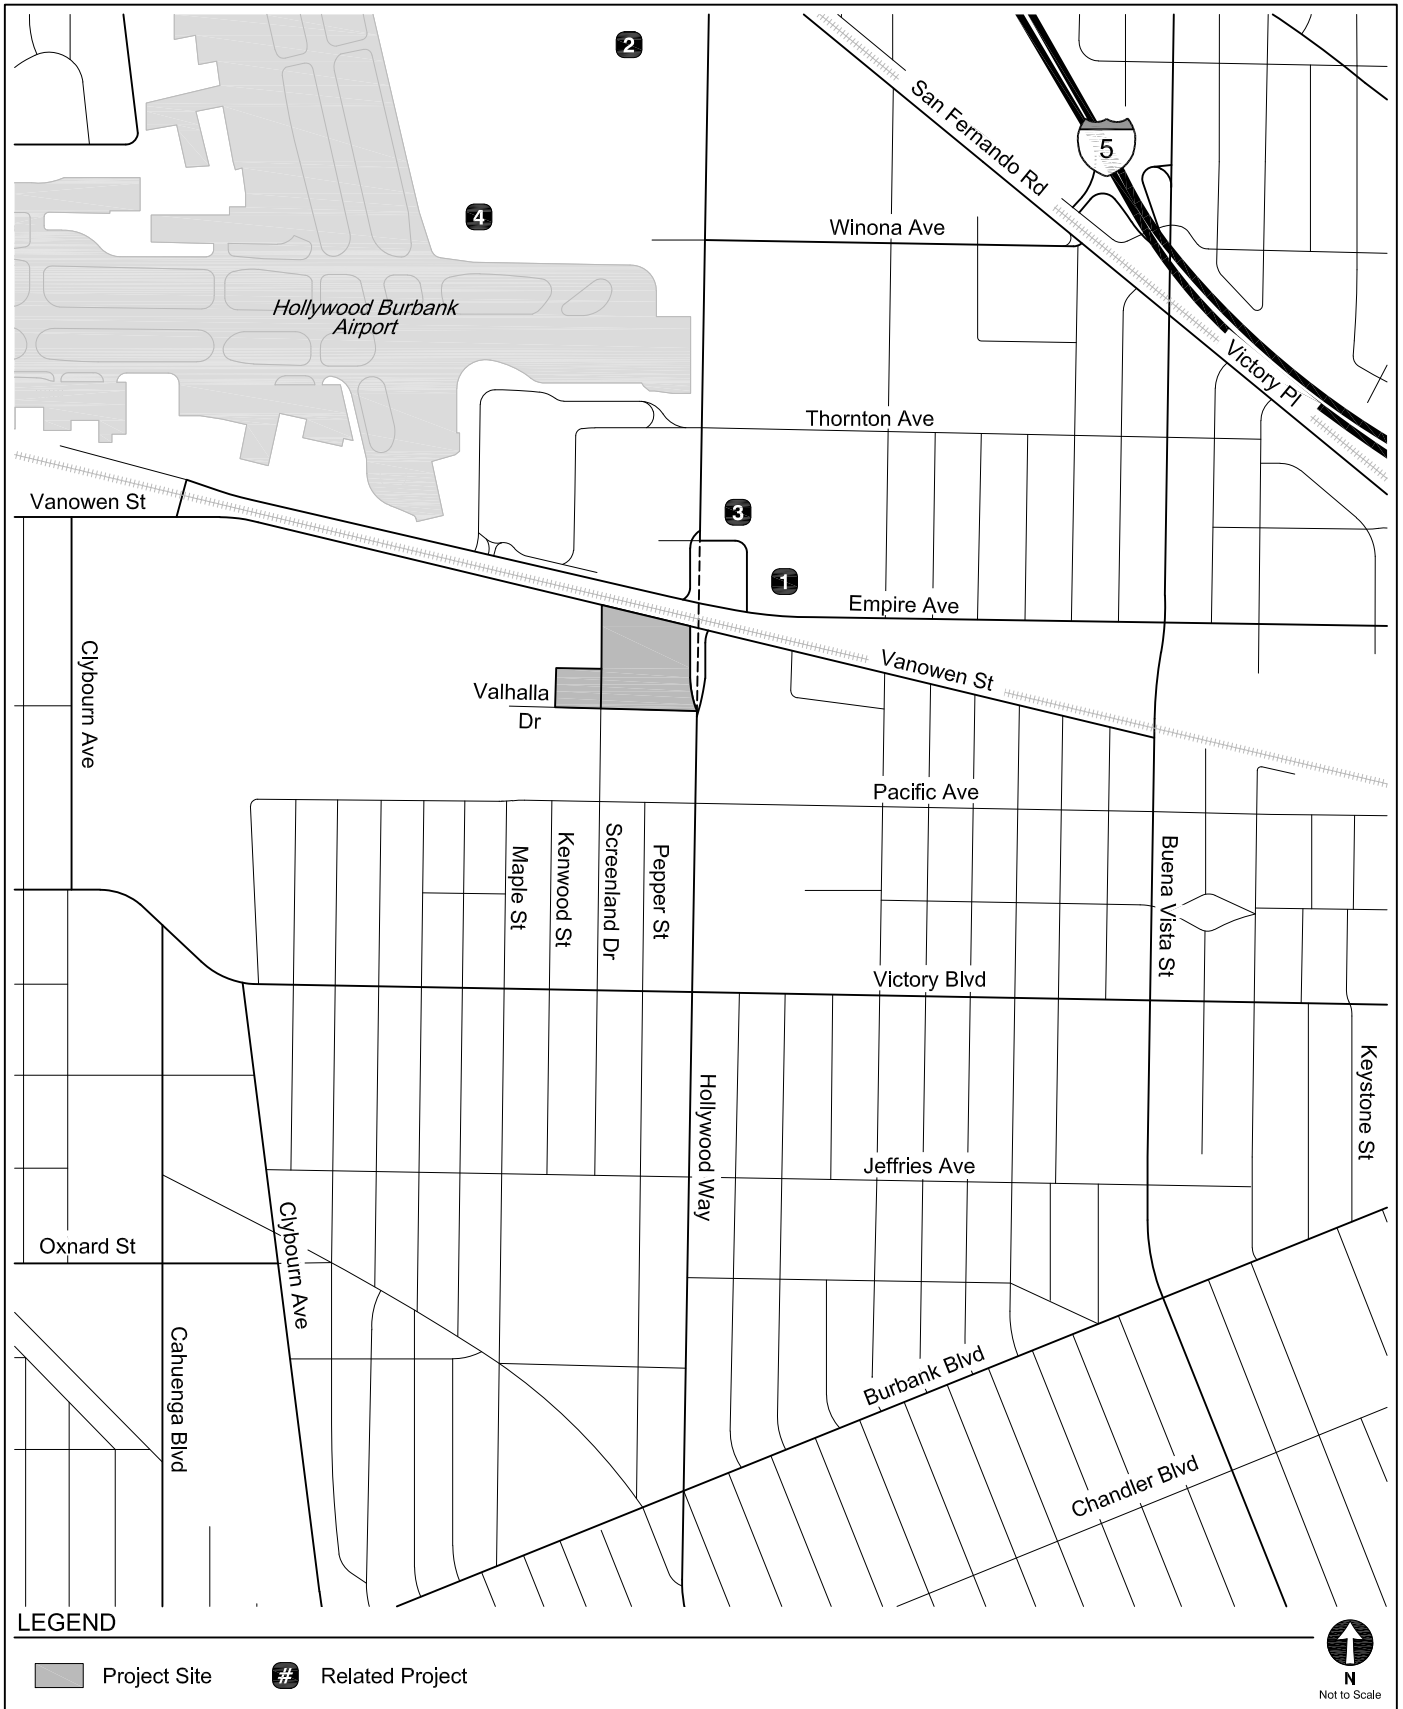 2
San Fernando Rd
5
4
Winona Ave
Hollywood Burbank
Airport
Victory Pl
Thornton Ave
Vanowen St
3
1
Empire Ave
Clybourn Ave
Vanowen St
Valhalla
Dr
Pacific Ave
Maple St
Kenwood St
Screenland Dr
Pepper St
Buena Vista St
Victory Blvd
Keystone St
Hollywood Way
Jeffries Ave
Clybourn Ave
Oxnard St
Cahuenga Blvd
Burbank Blvd
Chandler Blvd
LEGEND
Project Site
# Related Project
N
Not to Scale